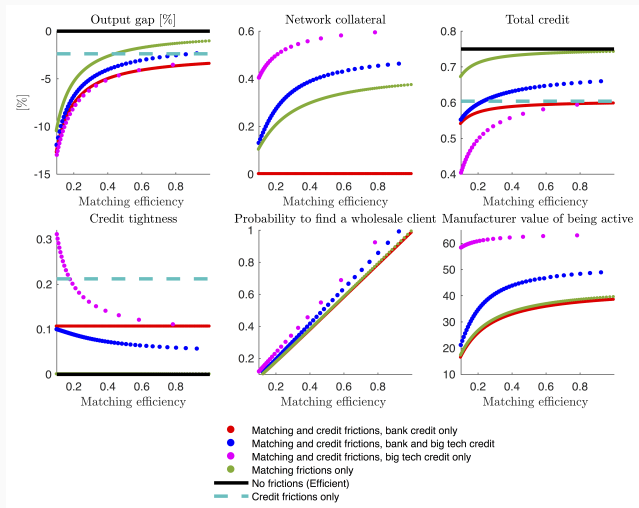 Output gap [%]
Network collateral
Total credit
[%]
0
-5
-10
-15
0.2 0.4 0.6 0.8
Matching efficiency
0.6
0.4
0.2
0
0.2 0.4 0.6 0.8
Matching efficiency
0.8
0.7
0.6
0.5
0.4
0.2 0.4 0.6 0.8
Matching efficiency
Credit tightness
Probability to find a wholesale client
Manufacturer value of being active
0.3
0.2
0.1
0
0.2 0.4 0.6 0.8
Matching efficiency
1
0.8
0.6
0.4
0.2
0.2 0.4 0.6 0.8
Matching efficiency
60
50
40
30
20
10
0.2 0.4 0.6 0.8
Matching efficiency
Matching and credit frictions, bank credit only
Matching and credit frictions, bank and big tech credit
Matching and credit frictions, big tech credit only
Matching frictions only
No frictions (Efficient)
Credit frictions only